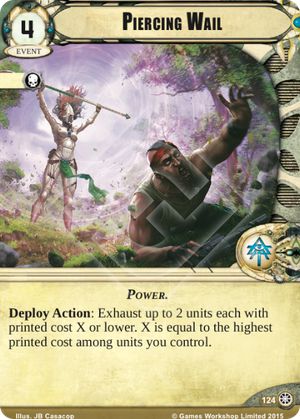 4
PIERCING WAIL
EVENT
POWER.
Deploy Action: Exhaust up to 2 units each with
printed cost X or lower. X is equal to the highest
printed cost among units you control.
124
Illus. JB Casacop
© Games Workshop Limited 2015